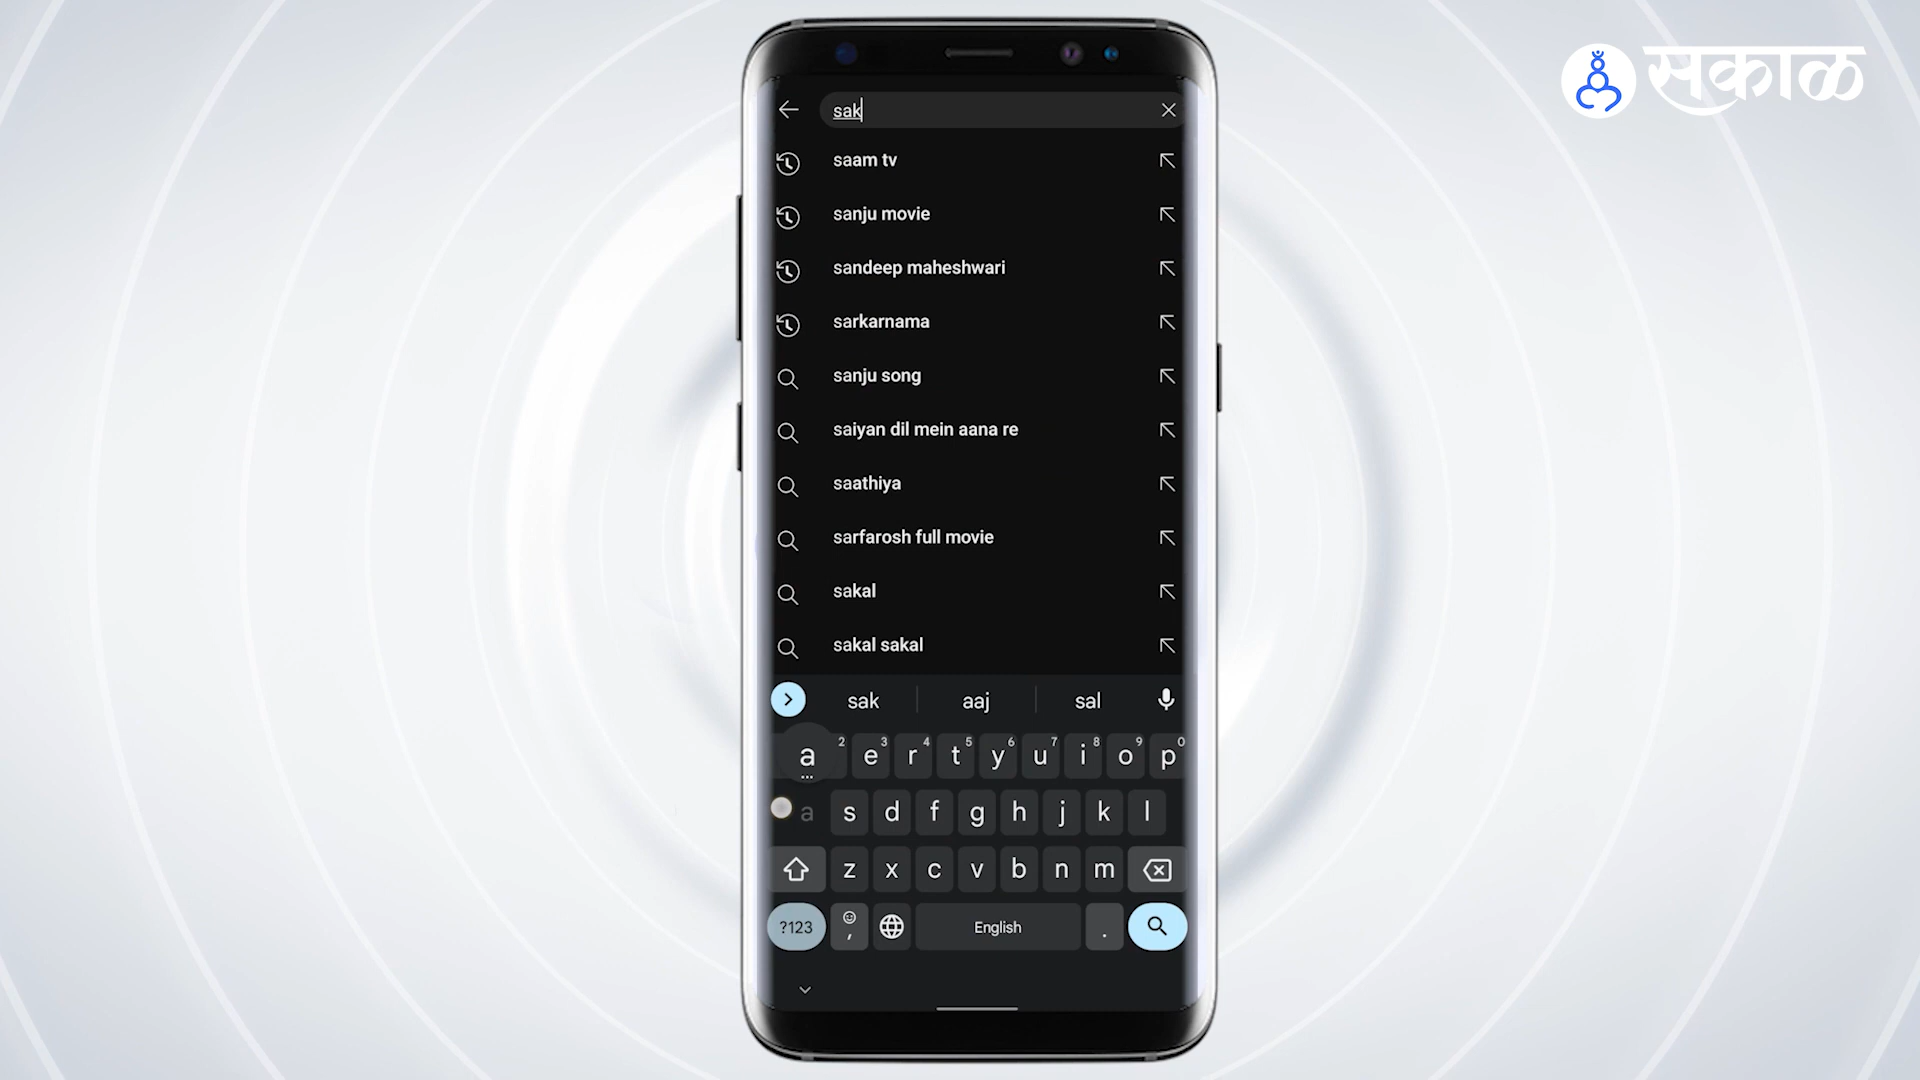 सकाळ
sak
saam tv
sanju movie
sandeep maheshwari
sarkarnama
sanju song
saiyan dil mein aana re
saathiya
sarfarosh full movie
sakal
sakal sakal
sak aaj sal
a 2 e 3 r 4 t 5 y 6 u 7 i 8 o 9 p 0
a s d f g h j k l
z x c v b n m
?123 , English .